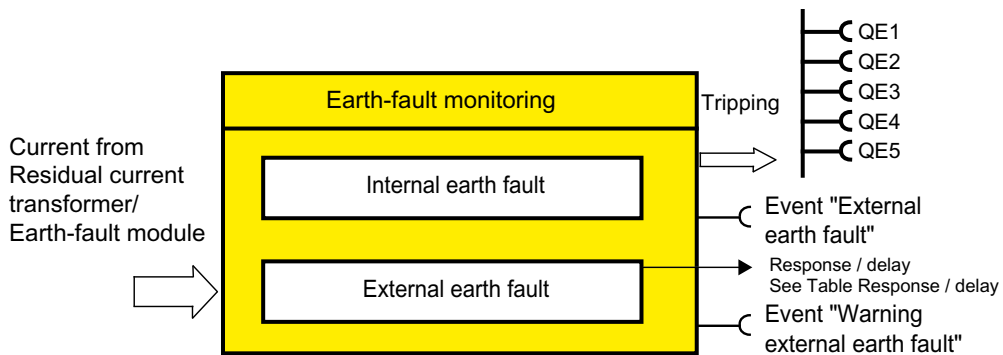 Earth-fault monitoring
Current from
Residual current
transformer/
Earth-fault module
Internal earth fault
External earth fault
Tripping
QE1
QE2
QE3
QE4
QE5
Event "External
earth fault"
Response / delay
See Table Response / delay
Event "Warning
external earth fault"